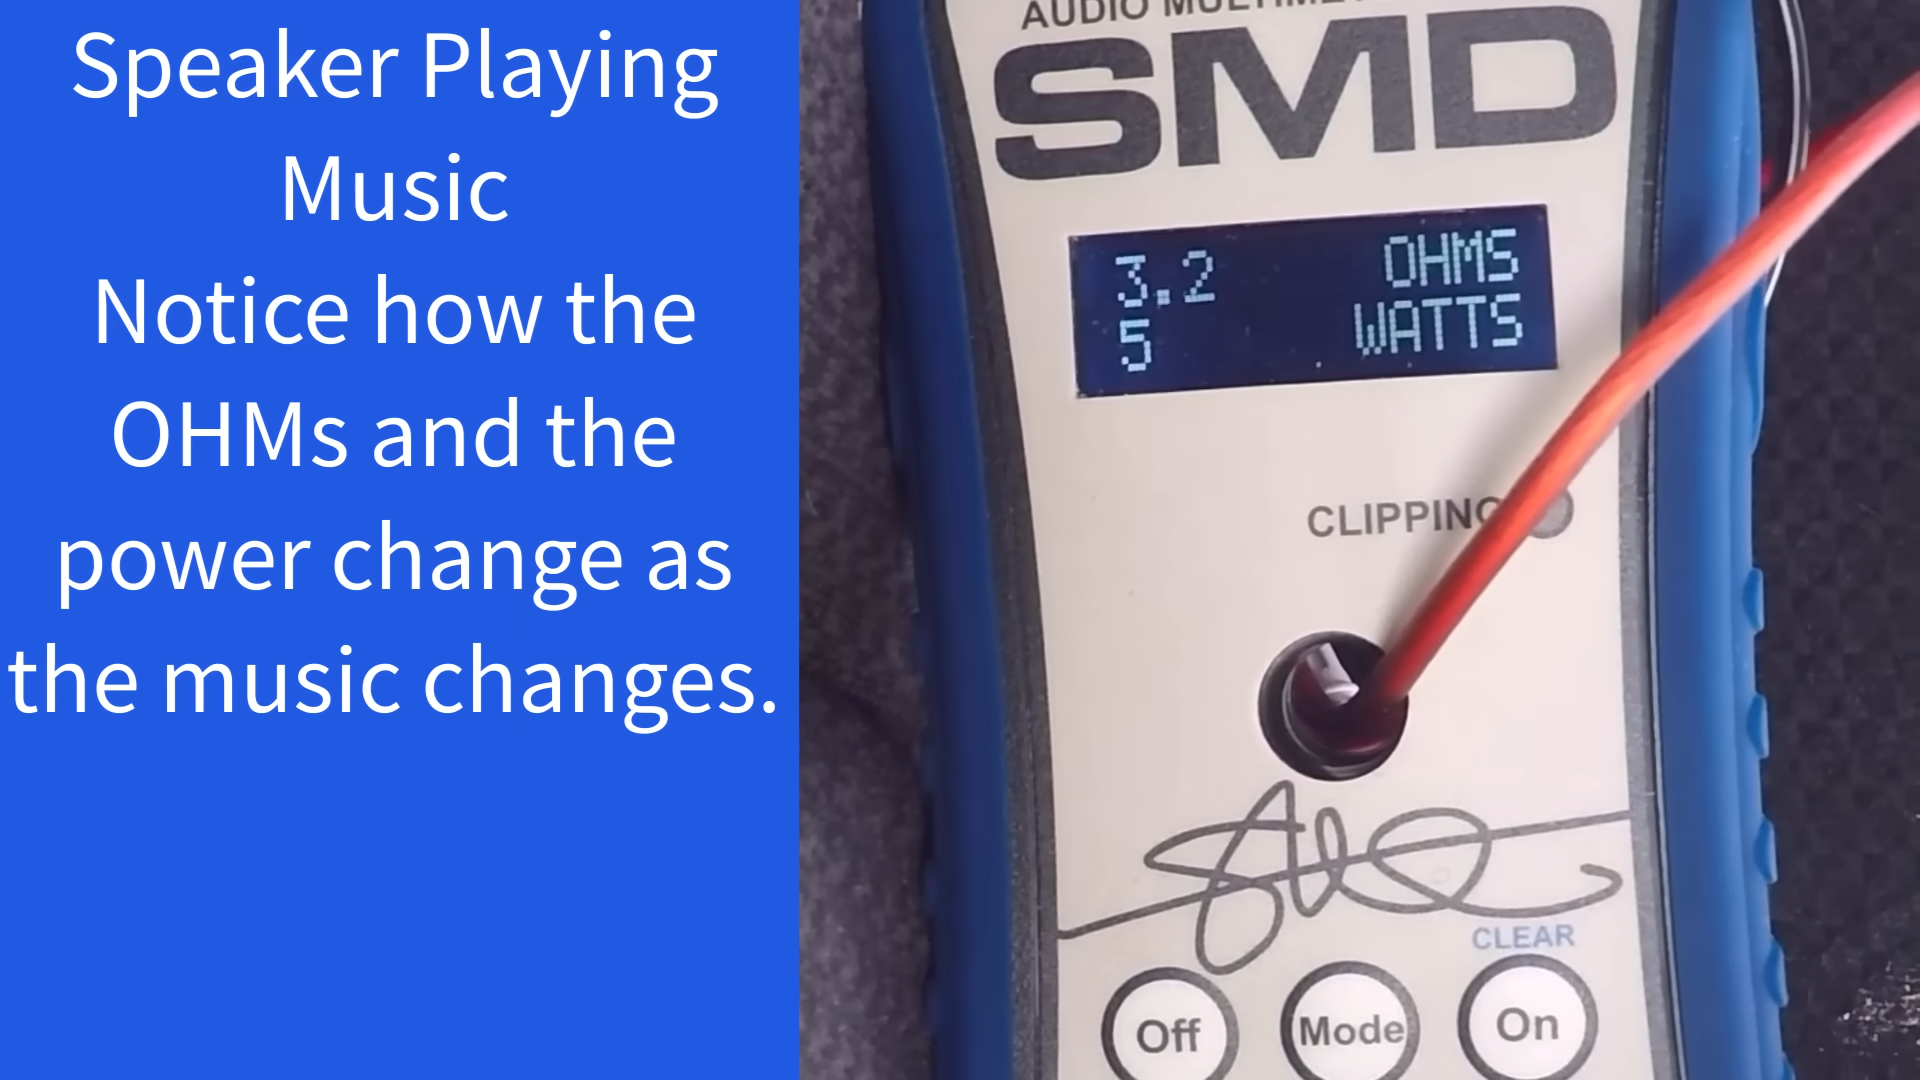 Speaker Playing
Music
Notice how the
OHMs and the
power change as
the music changes.
AUDIO
SMD
3.2 OHMS
5 WATTS
CLIPPING
CLEAR
Off Mode On